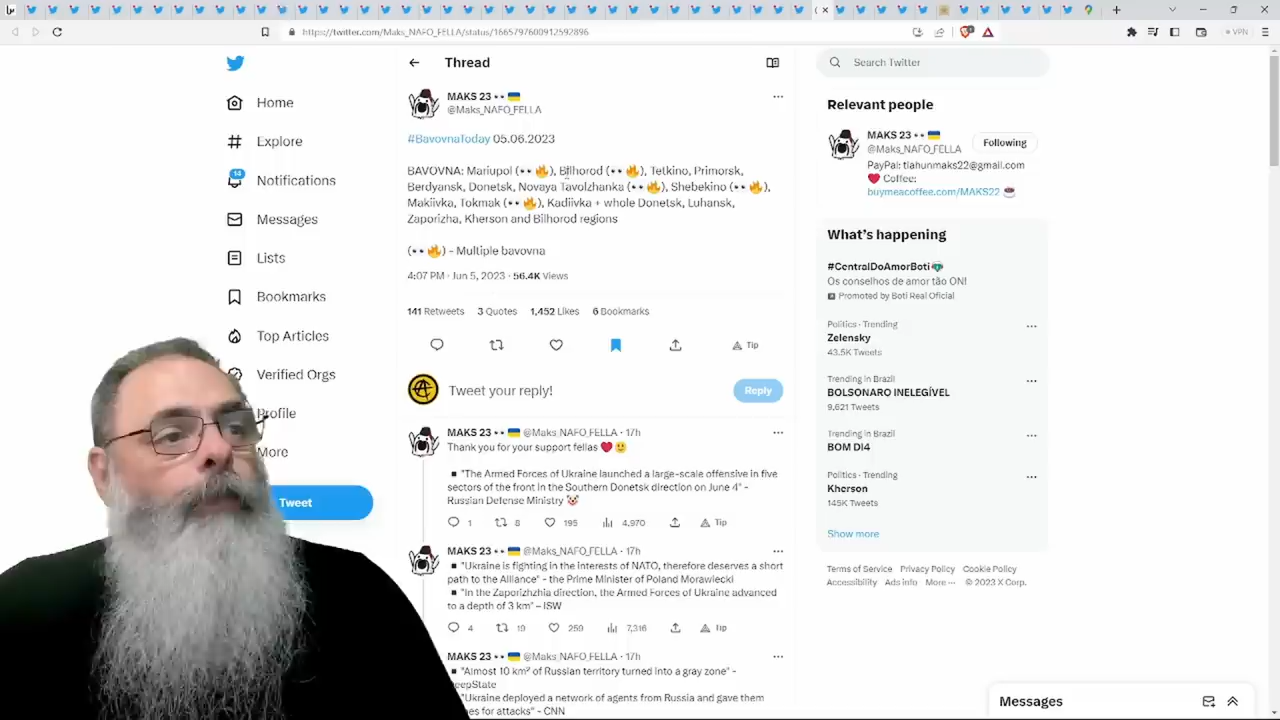 https://twitter.com/Maks_NAFO_FELLA/status/1665797600912592896
VPN
Home
Explore
14
Notifications
Messages
Lists
Bookmarks
Top Articles
Verified Orgs
Profile
More
Tweet
Thread
MAKS 23 👀 🇺🇦
@Maks_NAFO_FELLA
#BavovnaToday 05.06.2023
BAVOVNA: Mariupol (👀 🔥), Bilhorod (👀 🔥), Tetkino, Primorsk,
Berdyansk, Donetsk, Novaya Tavolzhanka (👀 🔥), Shebekino (👀 🔥),
Makiivka, Tokmak (👀 🔥), Kadiivka + whole Donetsk, Luhansk,
Zaporizha, Kherson and Bilhorod regions
(👀 🔥) - Multiple bavovna
4:07 PM · Jun 5, 2023 · 56.4K Views
141 Retweets 3 Quotes 1,452 Likes 6 Bookmarks
Tip
Tweet your reply!
Reply
MAKS 23 👀 🇺🇦 @Maks_NAFO_FELLA · 17h
Thank you for your support fellas ❤️ 🙂
▪️ "The Armed Forces of Ukraine launched a large-scale offensive in five
sectors of the front in the Southern Donetsk direction on June 4" -
Russian Defense Ministry 🤡
1 8 195 4,970 Tip
MAKS 23 👀 🇺🇦 @Maks_NAFO_FELLA · 17h
▪️ "Ukraine is fighting in the interests of NATO, therefore deserves a short
path to the Alliance" - the Prime Minister of Poland Morawiecki
▪️ "In the Zaporizhzhia direction, the Armed Forces of Ukraine advanced
to a depth of 3 km" – ISW
4 19 259 7,316 Tip
MAKS 23 👀 🇺🇦 @Maks_NAFO_FELLA · 17h
▪️ "Almost 10 km² of Russian territory turned into a gray zone" -
eepState
"Ukraine deployed a network of agents from Russia and gave them
nes for attacks" - CNN
Search Twitter
Relevant people
MAKS 23 👀 🇺🇦
@Maks_NAFO_FELLA
Following
PayPal: tlahunmaks22@gmail.com
❤️ Coffee:
buymeacoffee.com/MAKS22 ☕
What's happening
#CentralDoAmorBoti
Os conselhos de amor tão ON!
Promoted by Boti Real Oficial
Politics · Trending
Zelensky
43.5K Tweets
Trending in Brazil
BOLSONARO INELEGÍVEL
9,621 Tweets
Trending in Brazil
BOM DI4
Politics · Trending
Kherson
145K Tweets
Show more
Terms of Service Privacy Policy Cookie Policy
Accessibility Ads info More ··· © 2023 X Corp.
Messages